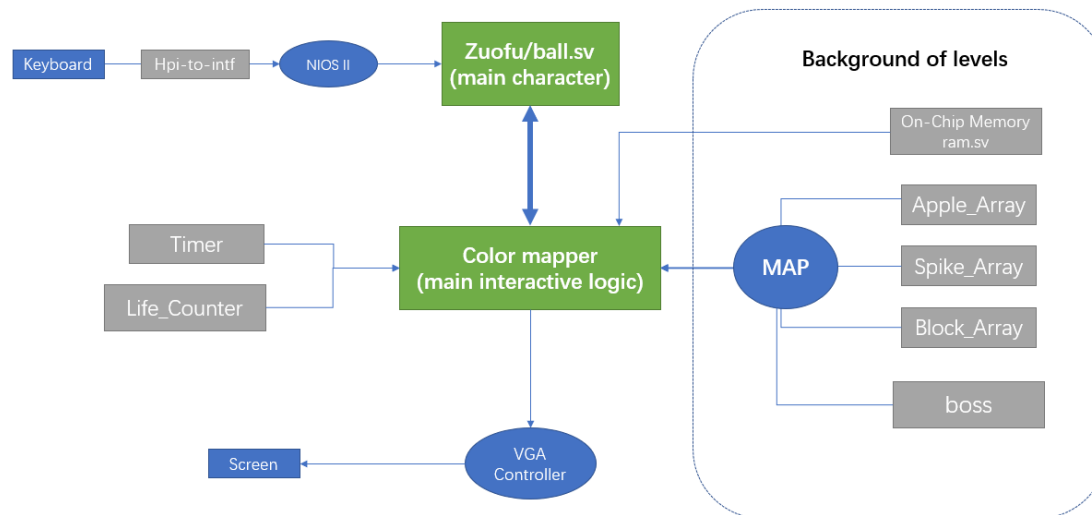 Keyboard
Hpi-to-intf
NIOS II
Zuofu/ball.sv
(main character)
Background of levels
On-Chip Memory
ram.sv
Apple_Array
Timer
Color mapper
(main interactive logic)
MAP
Spike_Array
Life_Counter
Block_Array
boss
VGA
Controller
Screen